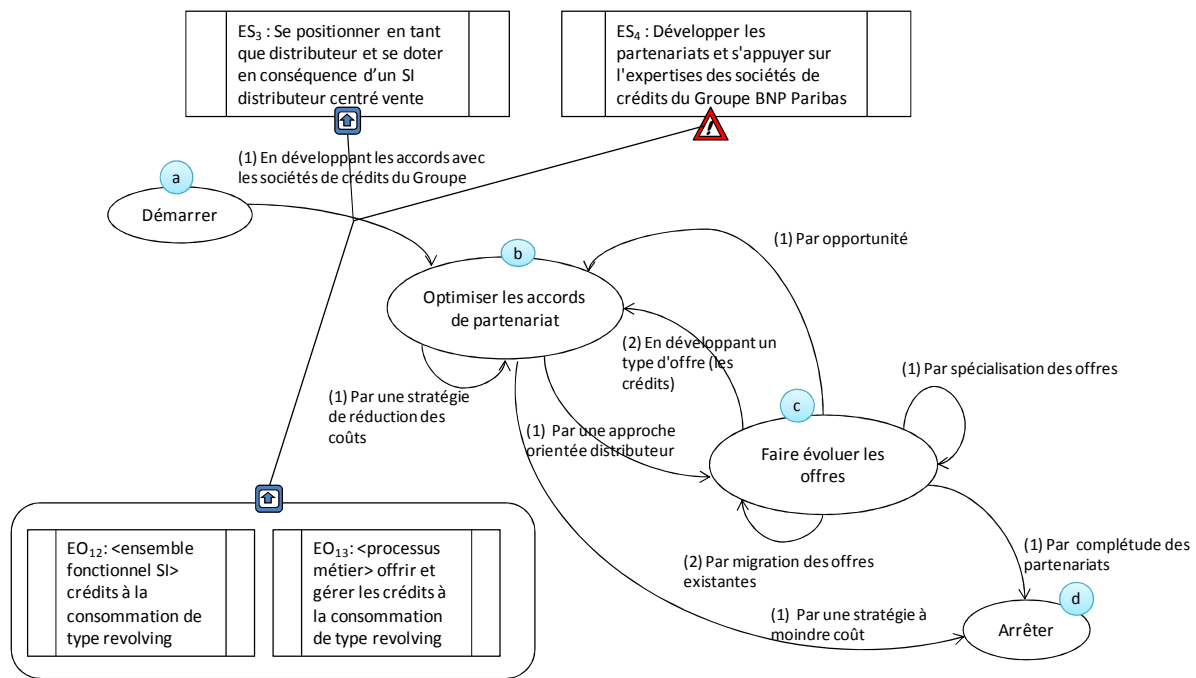 ES₃ : Se positionner en tant
que distributeur et se doter
en conséquence d'un SI
distributeur centré vente
ES₄ : Développer les
partenariats et s'appuyer sur
l'expertises des sociétés de
crédits du Groupe BNP Paribas
(1) En développant les accords avec
les sociétés de crédits du Groupe
a
Démarrer
(1) Par opportunité
b
Optimiser les accords
de partenariat
(2) En développant un
type d'offre (les
crédits)
(1) Par spécialisation des offres
(1) Par une stratégie
de réduction des
coûts
c
(1) Par une approche
orientée distributeur
Faire évoluer les
offres
EO₁₂: <ensemble
fonctionnel SI>
crédits à la
consommation de
type revolving
EO₁₃: <processus
métier> offrir et
gérer les crédits à
la consommation
de type revolving
(2) Par migration des offres
existantes
(1) Par complétude des
partenariats
d
(1) Par une stratégie à
moindre coût
Arrêter